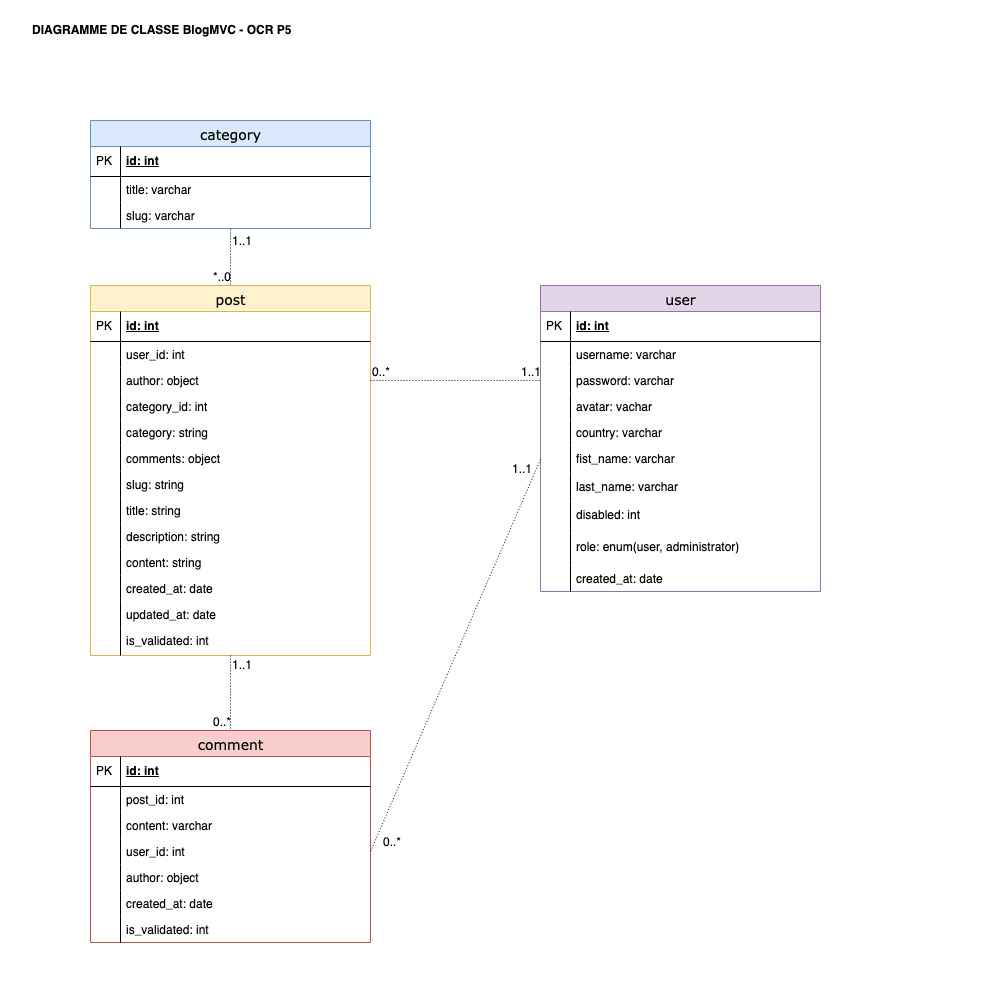 DIAGRAMME DE CLASSE BlogMVC - OCR P5
category
PK id: int
title: varchar
slug: varchar
1..1
*..0
post
PK id: int
user_id: int
author: object
category_id: int
category: string
comments: object
slug: string
title: string
description: string
content: string
created_at: date
updated_at: date
is_validated: int
0..* 1..1
user
PK id: int
username: varchar
password: varchar
avatar: vachar
country: varchar
fist_name: varchar
last_name: varchar
disabled: int
role: enum(user, administrator)
created_at: date
1..1
1..1
0..*
comment
PK id: int
post_id: int
content: varchar
user_id: int
author: object
created_at: date
is_validated: int
0..*